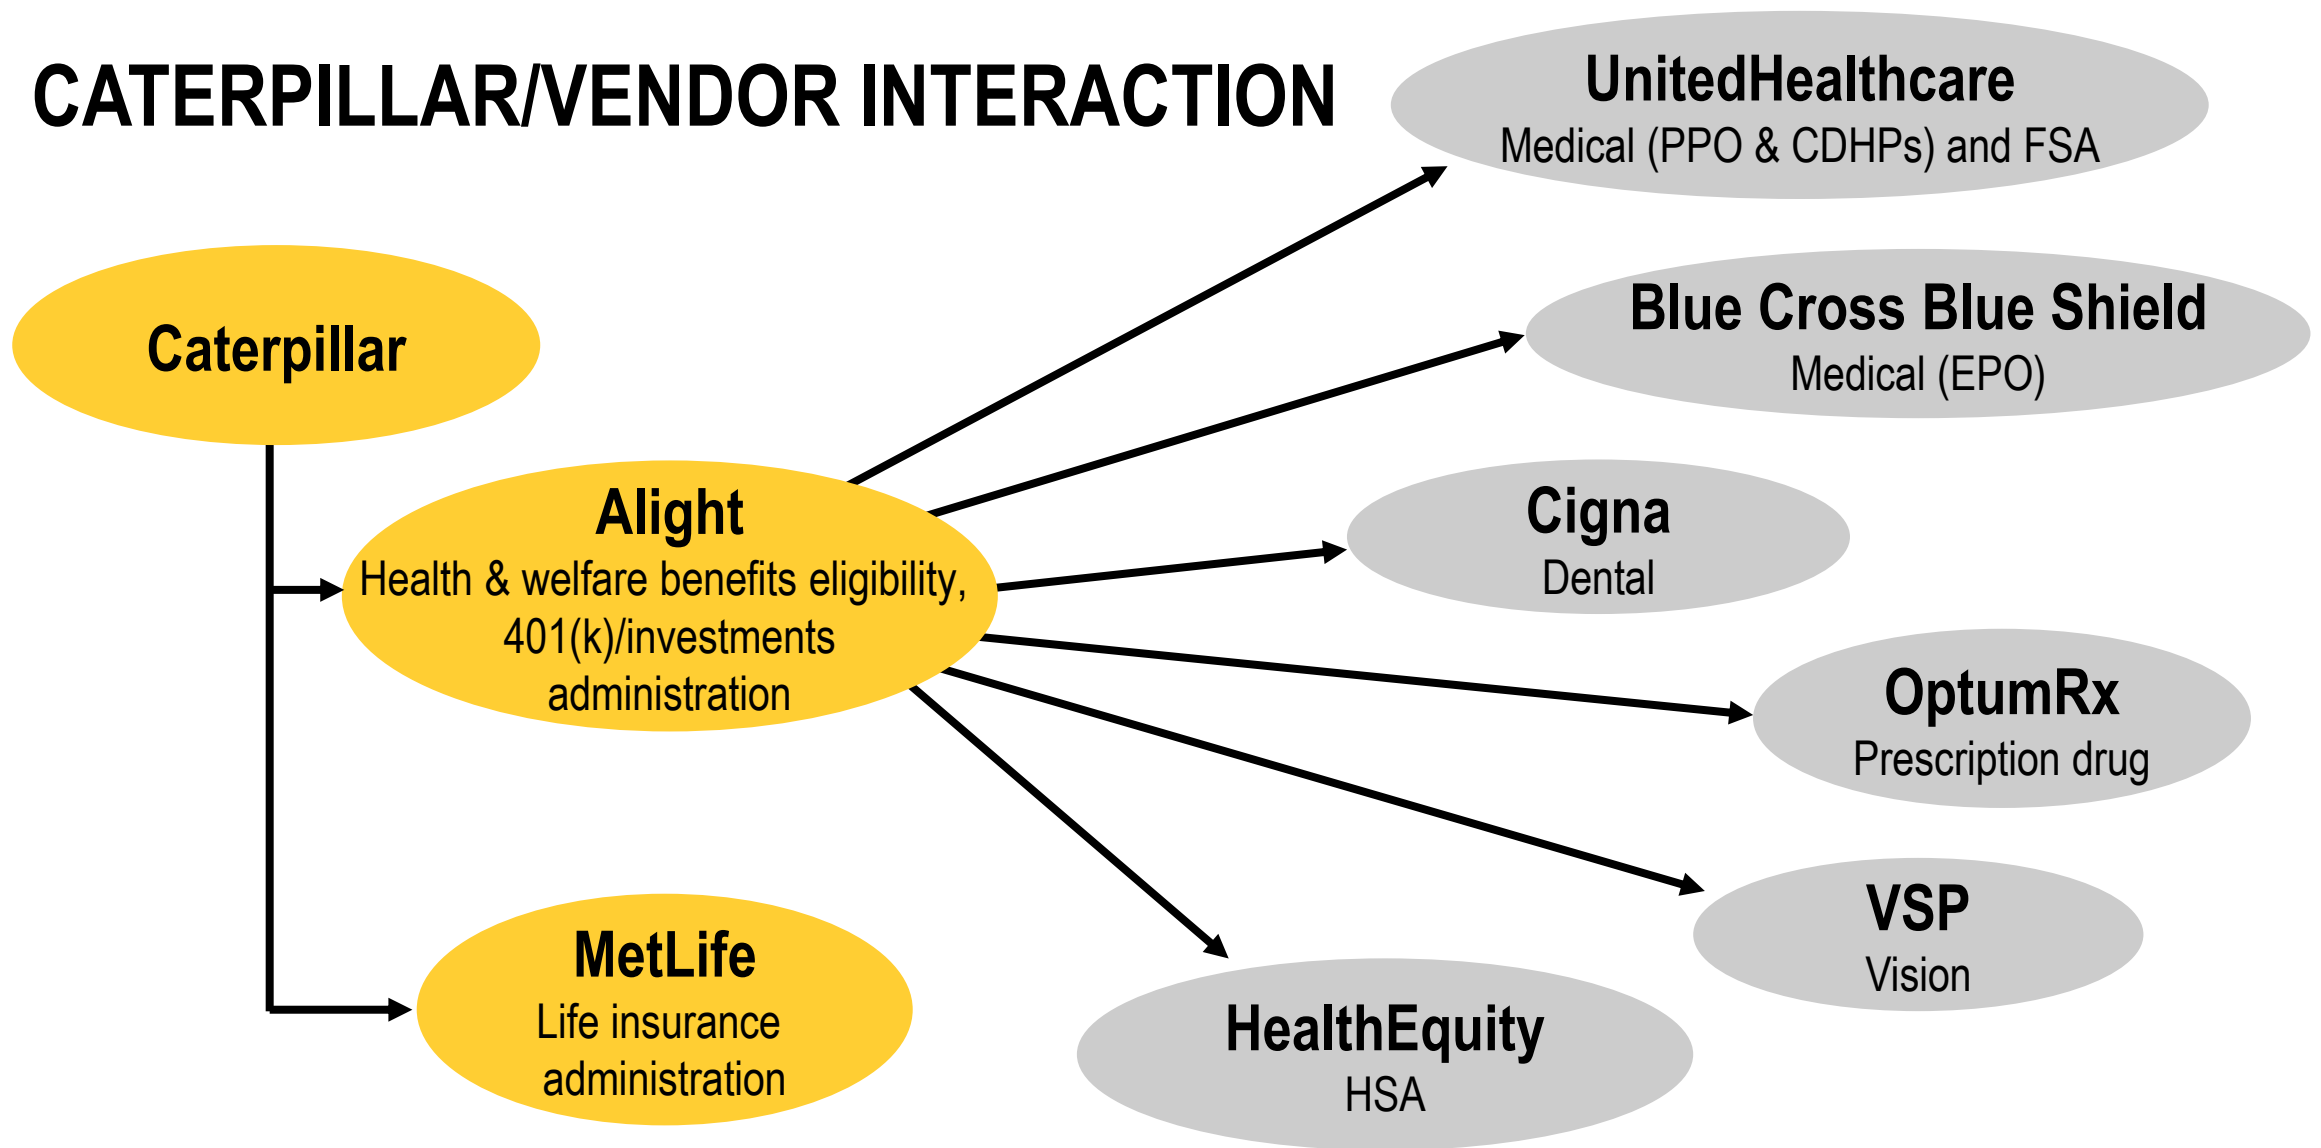 CATERPILLAR/VENDOR INTERACTION
UnitedHealthcare
Medical (PPO & CDHPs) and FSA
Blue Cross Blue Shield
Medical (EPO)
Caterpillar
Alight
Health & welfare benefits eligibility,
401(k)/investments
administration
Cigna
Dental
OptumRx
Prescription drug
VSP
Vision
MetLife
Life insurance
administration
HealthEquity
HSA